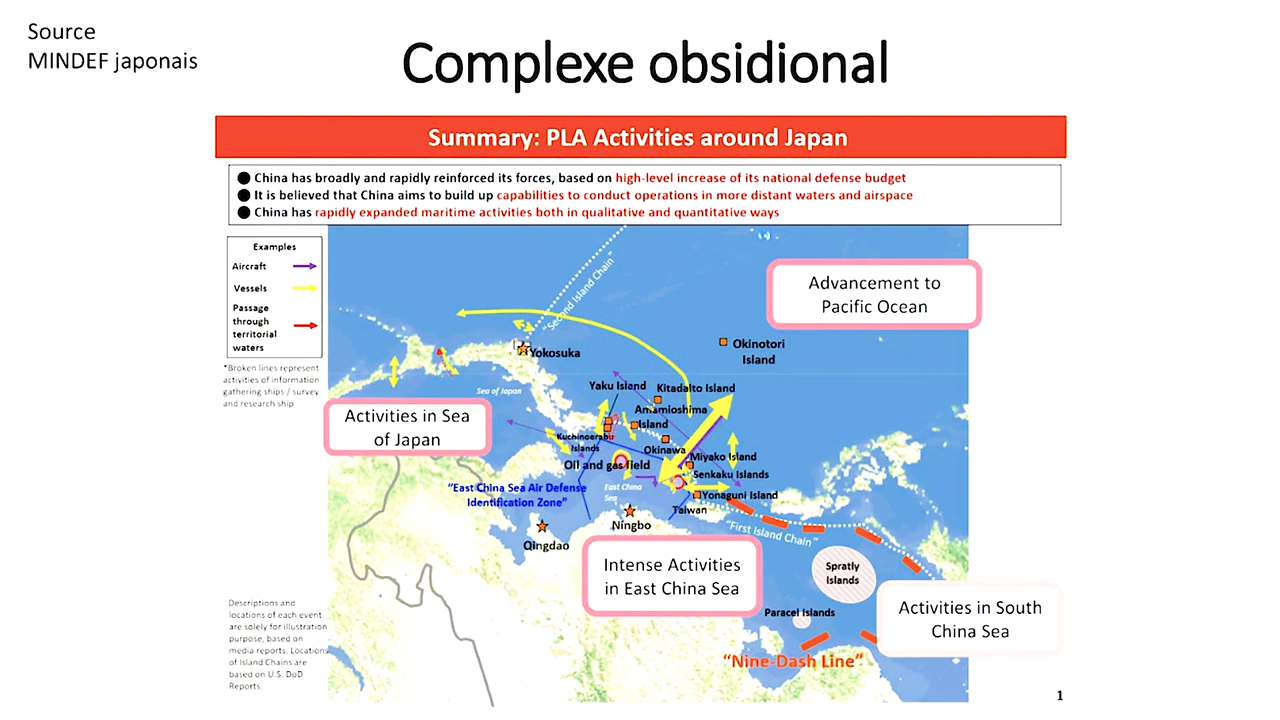 Source
MINDEF japonais
Complexe obsidional
Summary: PLA Activities around Japan
● China has broadly and rapidly reinforced its forces, based on high-level increase of its national defense budget
● It is believed that China aims to build up capabilities to conduct operations in more distant waters and airspace
● China has rapidly expanded maritime activities both in qualitative and quantitative ways
Examples
Aircraft
Vessels
Passage
through
territorial
waters
*Broken lines represent
activities of information
gathering ships / survey
and research ship
"Second Island Chain"
Advancement to
Pacific Ocean
Yokosuka
Okinotori
Island
Sea of Japan
Yaku Island
Kitadaito Island
Amamioshima
Island
Activities in Sea
of Japan
Kuchinoerabu
Islands
Okinawa
Miyako Island
Oil and gas field
Senkaku Islands
"East China Sea Air Defense
Identification Zone"
East China
Sea
Yonaguni Island
Taiwan
Ningbo
Qingdao
"First Island Chain"
Intense Activities
in East China Sea
Spratly
Islands
Paracel Islands
Activities in South
China Sea
"Nine-Dash Line"
Descriptions and
locations of each event
are solely for illustration
purpose, based on
media reports. Locations
of Island Chains are
based on U.S. DoD
Reports.
1